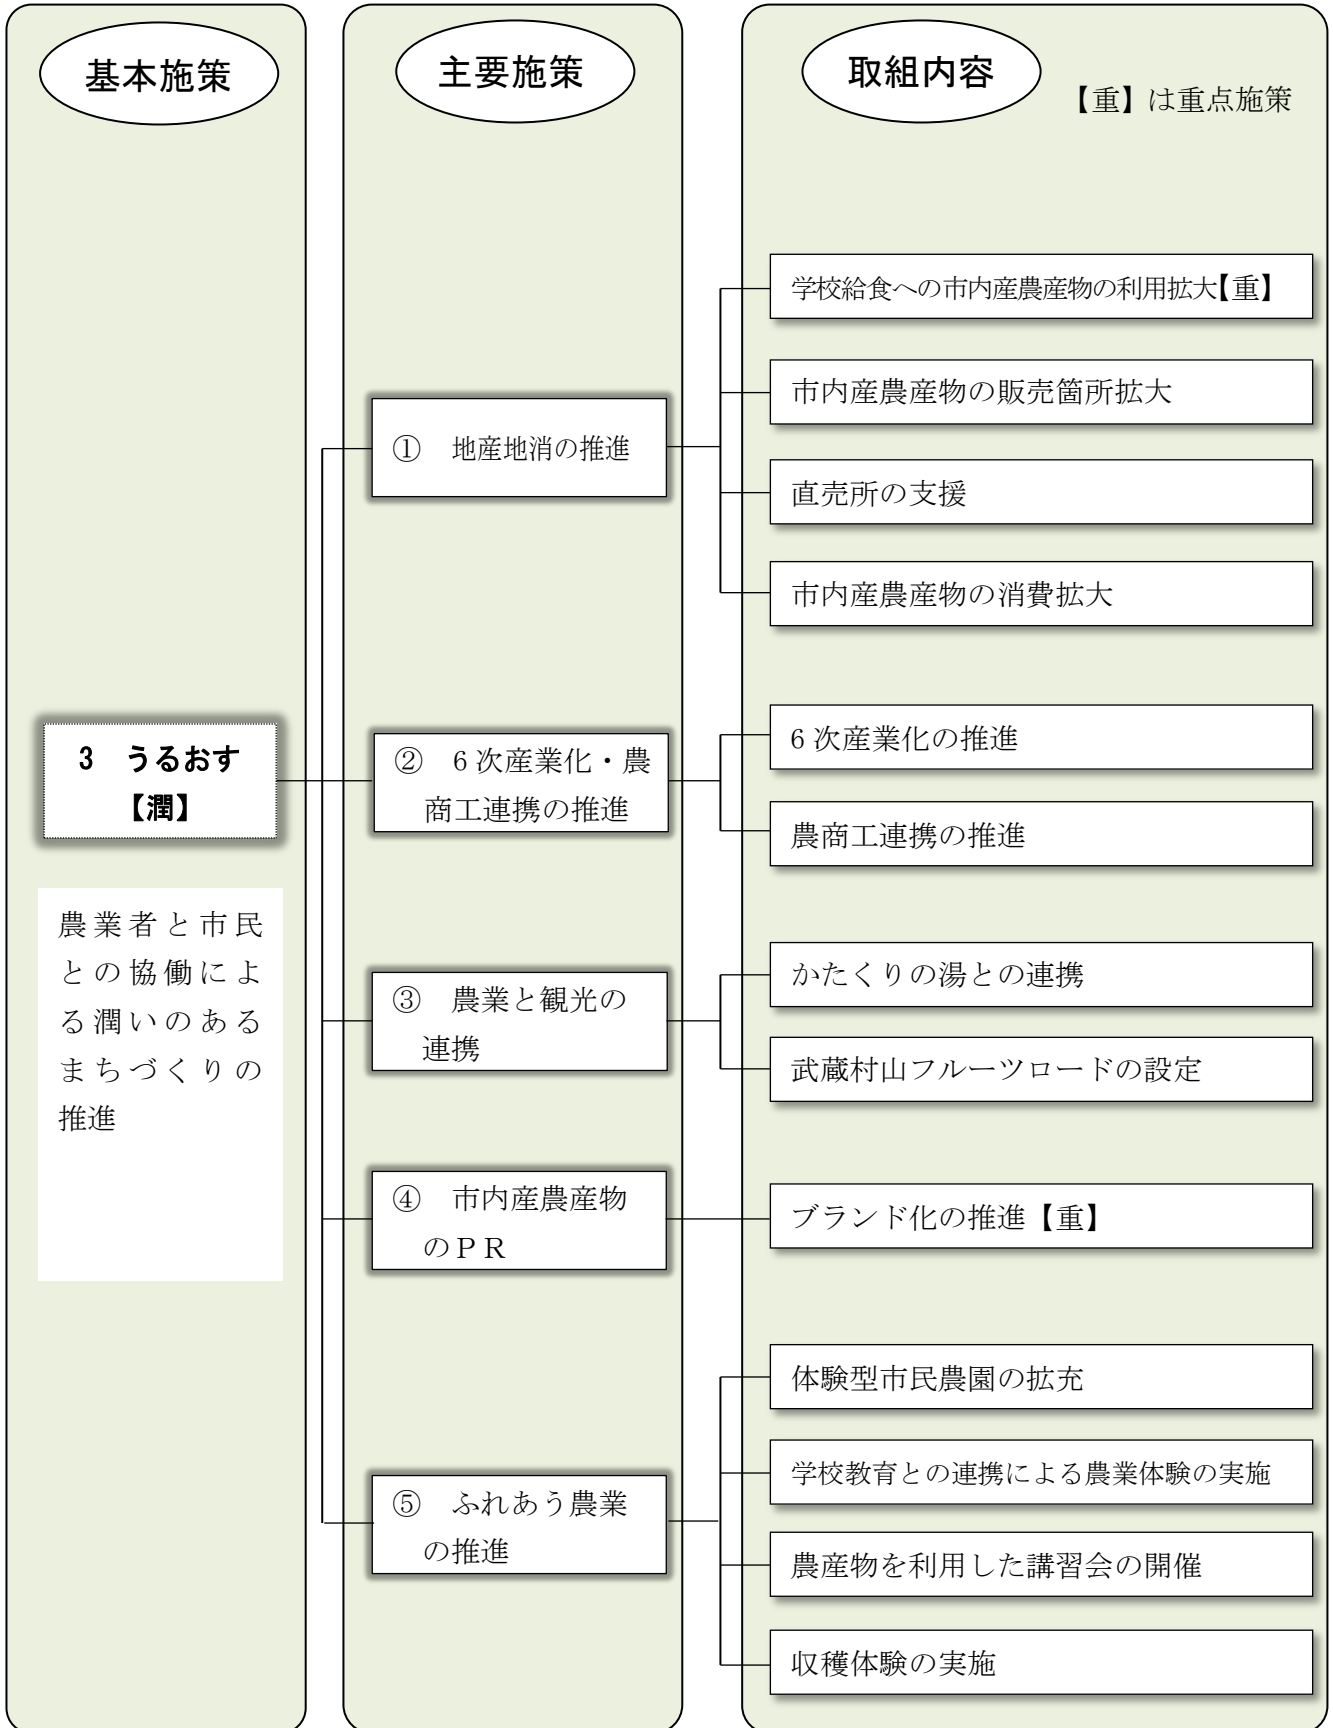 基本施策
主要施策
取組内容
【重】は重点施策
3 うるおす
【潤】
農業者と市民
との協働によ
る潤いのある
まちづくりの
推進
① 地産地消の推進
学校給食への市内産農産物の利用拡大【重】
市内産農産物の販売箇所拡大
直売所の支援
市内産農産物の消費拡大
② 6次産業化・農
商工連携の推進
6次産業化の推進
農商工連携の推進
③ 農業と観光の
連携
かたくりの湯との連携
武蔵村山フルーツロードの設定
④ 市内産農産物
のPR
ブランド化の推進【重】
⑤ ふれあう農業
の推進
体験型市民農園の拡充
学校教育との連携による農業体験の実施
農産物を利用した講習会の開催
収穫体験の実施